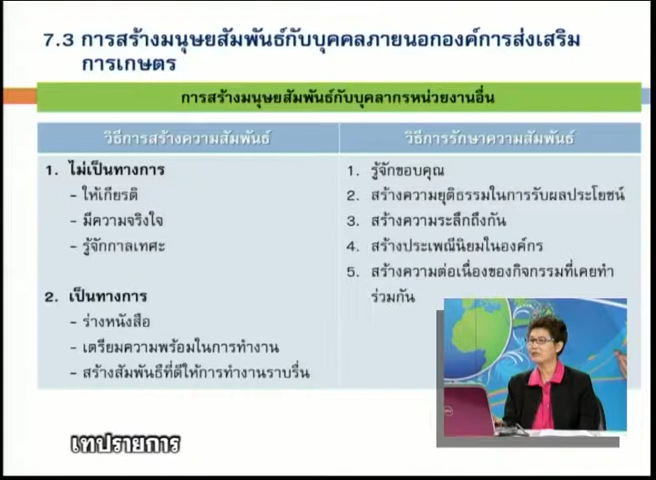 7.3 การสร้างมนุษยสัมพันธ์กับบุคคลภายนอกองค์การส่งเสริม
การเกษตร
การสร้างมนุษยสัมพันธ์กับบุคลากรหน่วยงานอื่น
วิธีการสร้างความสัมพันธ์
วิธีการรักษาความสัมพันธ์
1. ไม่เป็นทางการ
- ให้เกียรติ
- มีความจริงใจ
- รู้จักกาลเทศะ
2. เป็นทางการ
- ร่างหนังสือ
- เตรียมความพร้อมในการทำงาน
- สร้างสัมพันธ์ที่ดีให้การทำงานราบรื่น
1. รู้จักขอบคุณ
2. สร้างความยุติธรรมในการรับผลประโยชน์
3. สร้างความระลึกถึงกัน
4. สร้างประเพณีนิยมในองค์กร
5. สร้างความต่อเนื่องของกิจกรรมที่เคยทำ
ร่วมกัน
เทปรายการ